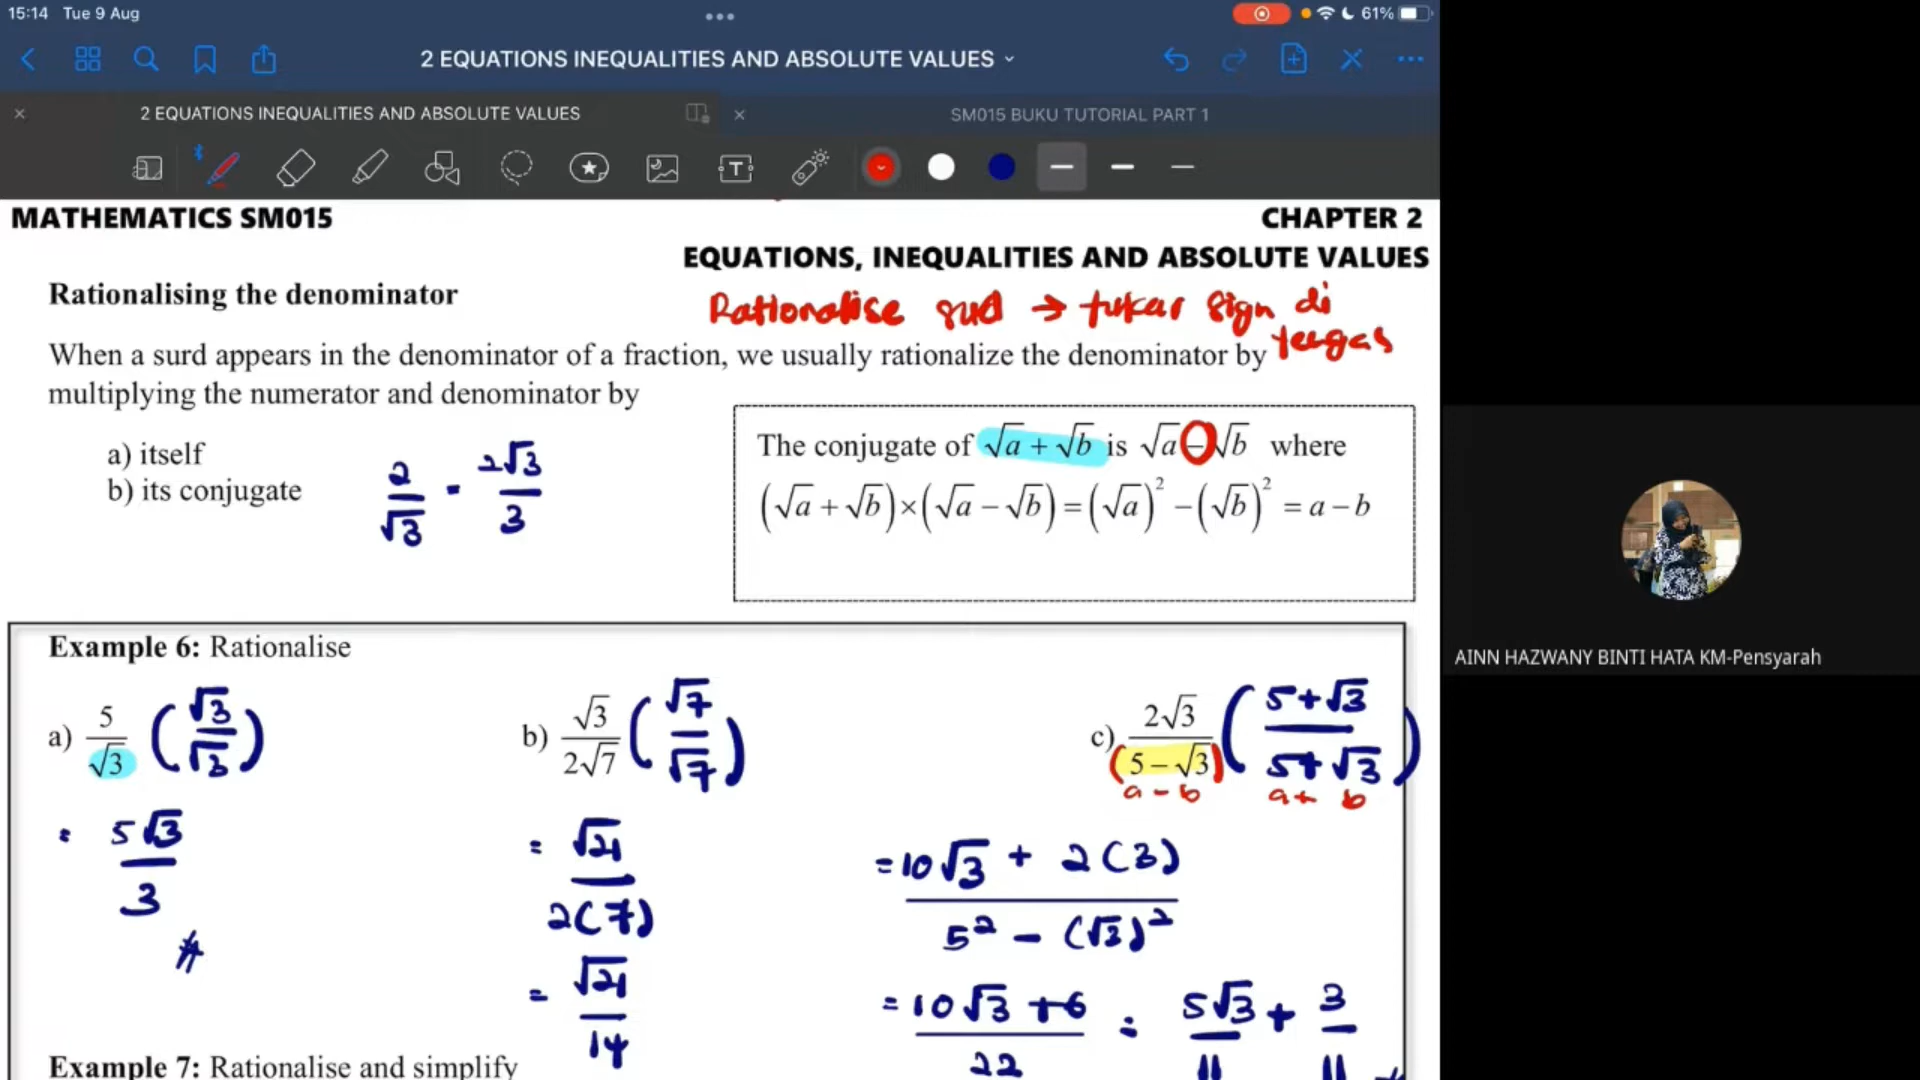 15:14 Tue 9 Aug
61%
2 EQUATIONS INEQUALITIES AND ABSOLUTE VALUES
2 EQUATIONS INEQUALITIES AND ABSOLUTE VALUES
SM015 BUKU TUTORIAL PART 1
MATHEMATICS SM015
CHAPTER 2
EQUATIONS, INEQUALITIES AND ABSOLUTE VALUES
Rationalising the denominator
Rationalise surd → tukar sign di
tengah
When a surd appears in the denominator of a fraction, we usually rationalize the denominator by
multiplying the numerator and denominator by
a) itself
b) its conjugate
2/√3 = 2√3/3
The conjugate of √a + √b is √a − √b where
(√a + √b)×(√a − √b) = (√a)² − (√b)² = a − b
Example 6: Rationalise
a) 5/√3 (√3/√3)
= 5√3/3
b) √3/2√7 (√7/√7)
= √21/2(7)
= √21/14
c) 2√3/(5 − √3) (5+√3/5+√3)
a − b a + b
= 10√3 + 2(3)/5² − (√3)²
= 10√3 + 6/22 = 5√3/11 + 3/11
Example 7: Rationalise and simplify
AINN HAZWANY BINTI HATA KM-Pensyarah